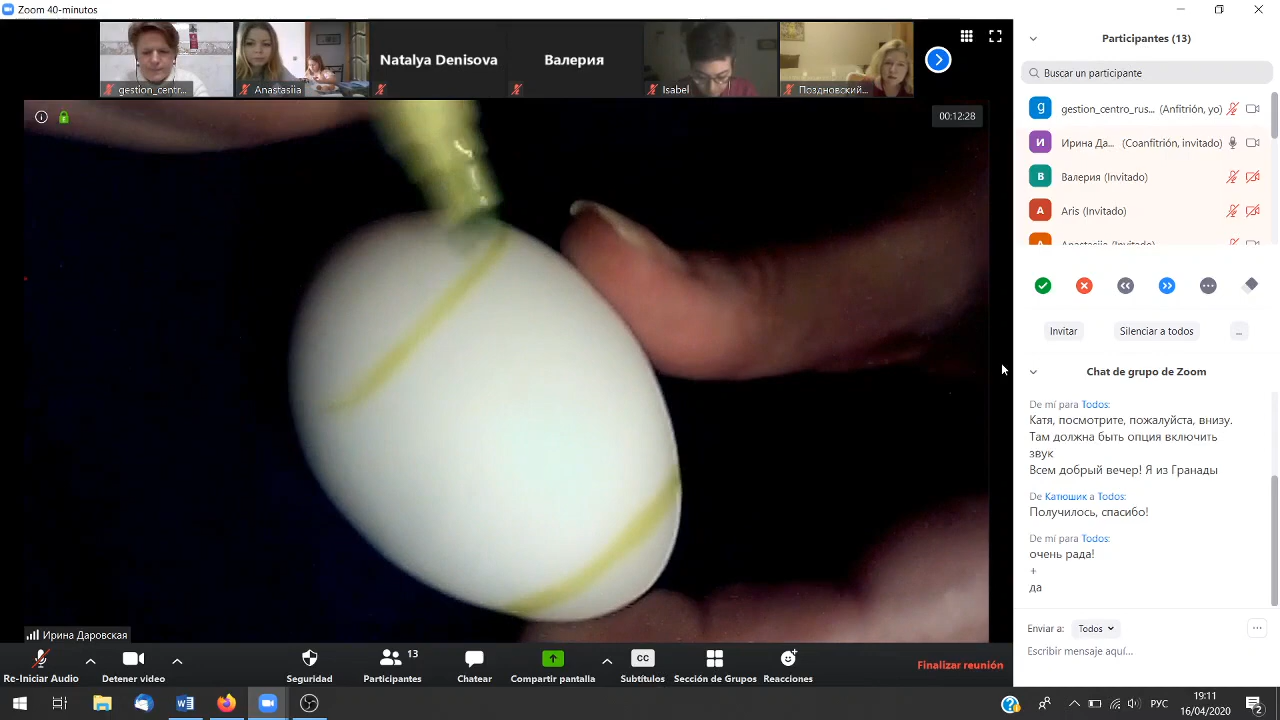 Zoom 40-minutos
gestion_centr...
Anastasiia
Natalya Denisova
Валерия
Isabel
Поздновский...
00:12:28
Ирина Даровская
Participantes (13)
Buscar un participante
g
gestion_centro_rus... (Anfitrión, yo)
И
Ирина Да... (Coanfitrión, invitado)
В
Валерия (Invitado)
A
Aris (Invitado)
A
Anastasiia (Invitado)
Invitar
Silenciar a todos
...
Chat de grupo de Zoom
De mí para Todos:
Катя, посмотрите, пожалуйста, внизу.
Там должна быть опция включить
звук
Всем добрый вечер! Я из Гранады
De Катюшик a Todos:
Получилось, спасибо!
De mí para Todos:
очень рада!
+
да
Enviar a: Todos
Escribir mensaje aquí...
Re-Iniciar Audio
Detener video
Seguridad
13
Participantes
Chatear
Compartir pantalla
CC
Subtítulos
Sección de Grupos
Reacciones
Finalizar reunión
РУС
19:11
16/04/2020
2